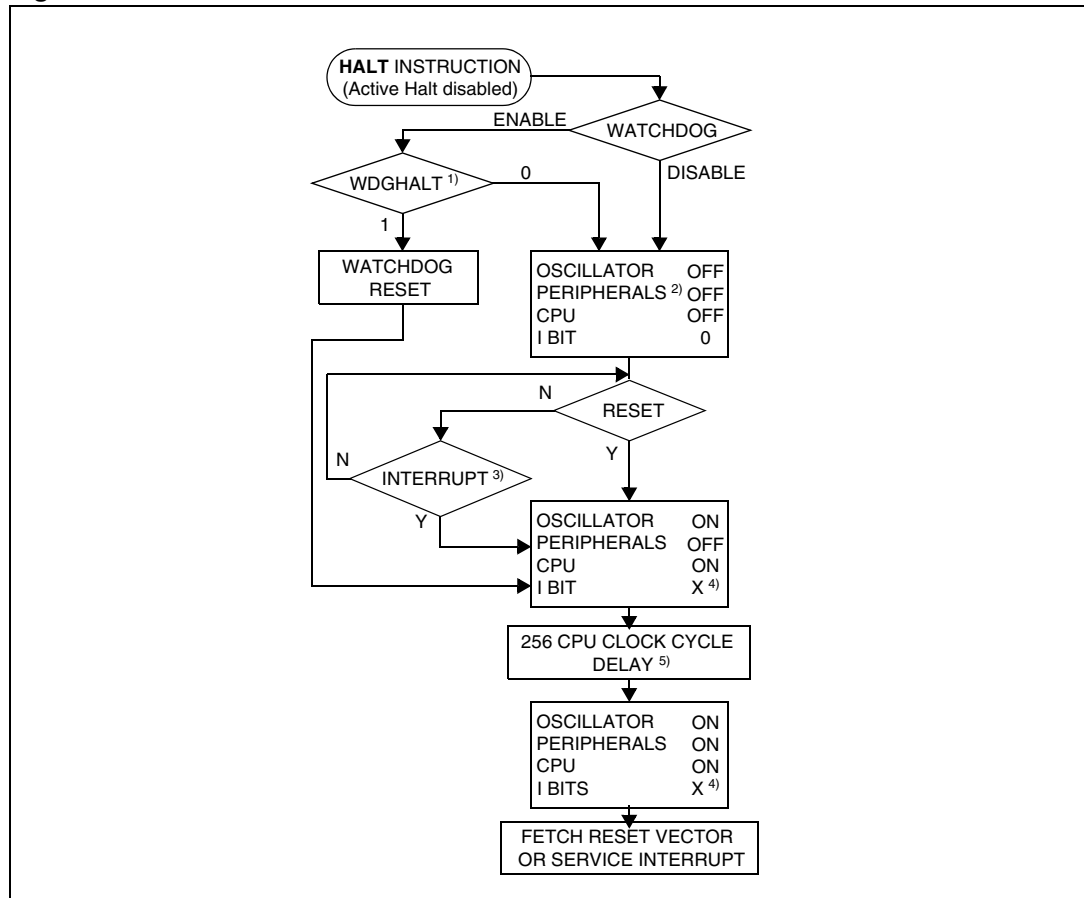 HALT INSTRUCTION
(Active Halt disabled)
WATCHDOG
ENABLE
DISABLE
WDGHALT 1)
0
1
WATCHDOG
RESET
OSCILLATOR OFF
PERIPHERALS 2) OFF
CPU OFF
I BIT 0
RESET
N
Y
INTERRUPT 3)
N
Y
OSCILLATOR ON
PERIPHERALS OFF
CPU ON
I BIT X 4)
256 CPU CLOCK CYCLE
DELAY 5)
OSCILLATOR ON
PERIPHERALS ON
CPU ON
I BITS X 4)
FETCH RESET VECTOR
OR SERVICE INTERRUPT